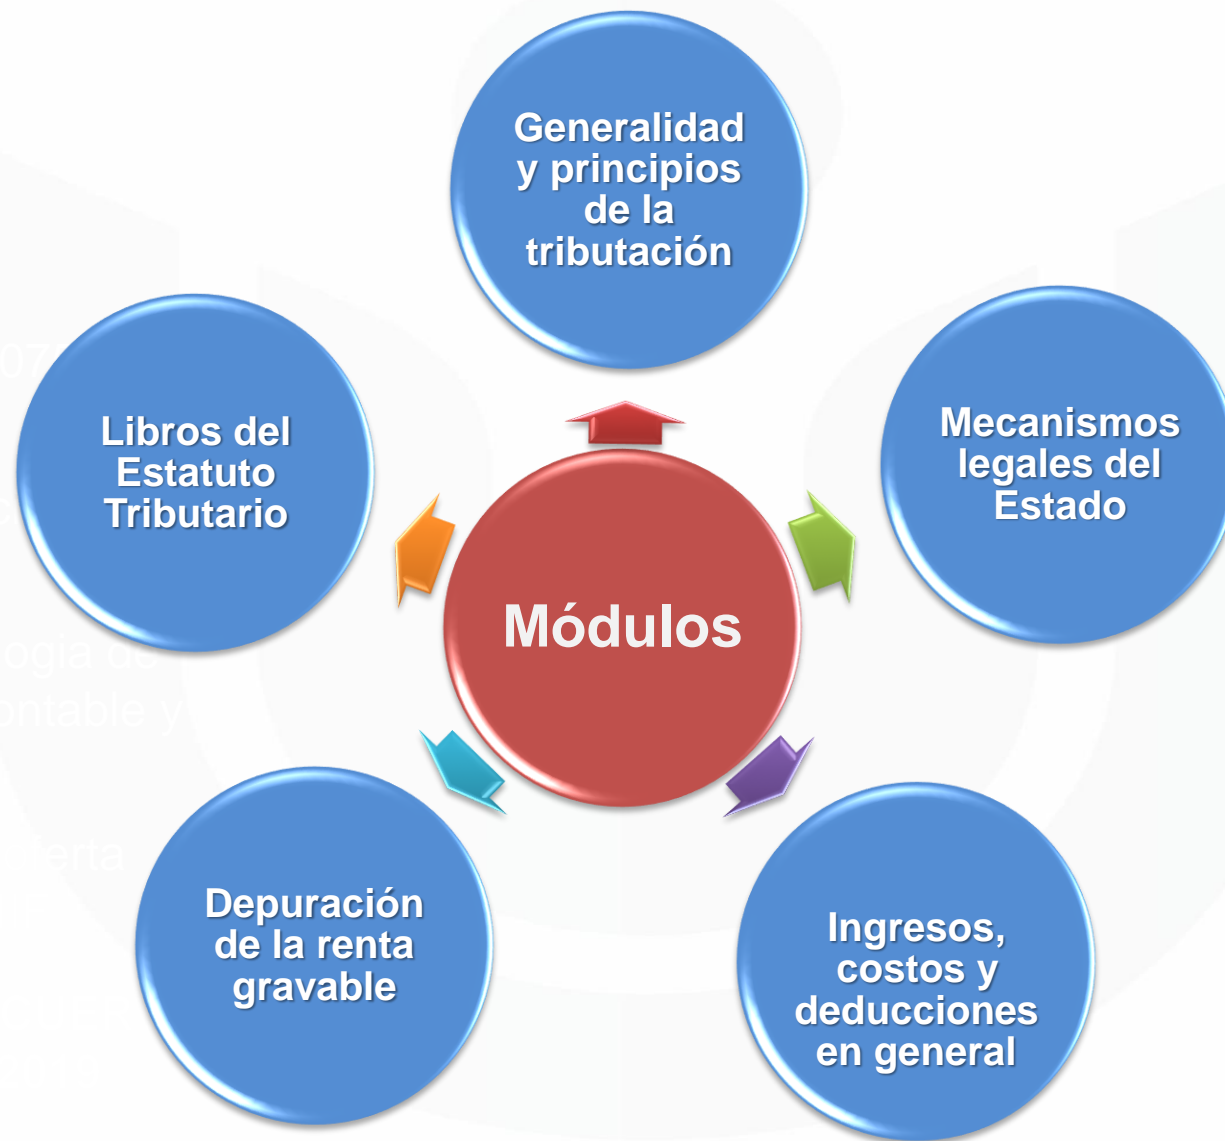 Generalidad
y principios
de la
tributación
Mecanismos
legales del
Estado
Ingresos,
costos y
deducciones
en general
Depuración
de la renta
gravable
Libros del
Estatuto
Tributario
Módulos